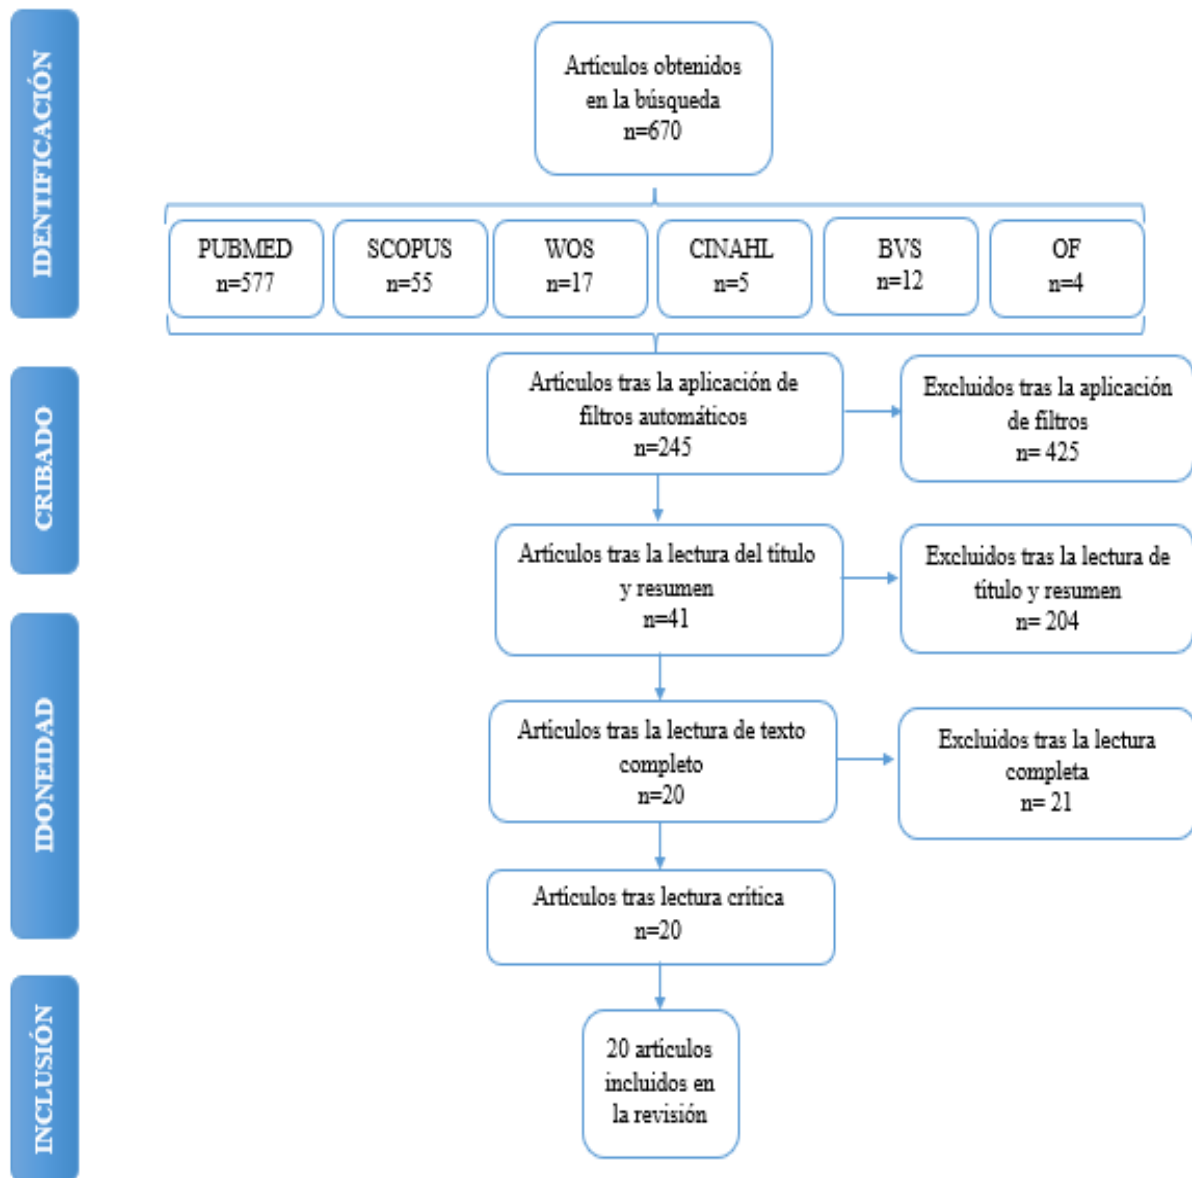 IDENTIFICACIÓN
Artículos obtenidos
en la búsqueda
n=670
PUBMED
n=577
SCOPUS
n=55
WOS
n=17
CINAHL
n=5
BVS
n=12
OF
n=4
CRIBADO
Artículos tras la aplicación de
filtros automáticos
n=245
Excluidos tras la aplicación
de filtros
n= 425
Artículos tras la lectura del título
y resumen
n=41
Excluidos tras la lectura de
título y resumen
n= 204
IDONEIDAD
Artículos tras la lectura de texto
completo
n=20
Excluidos tras la lectura
completa
n= 21
Artículos tras lectura crítica
n=20
INCLUSIÓN
20 artículos
incluidos en
la revisión